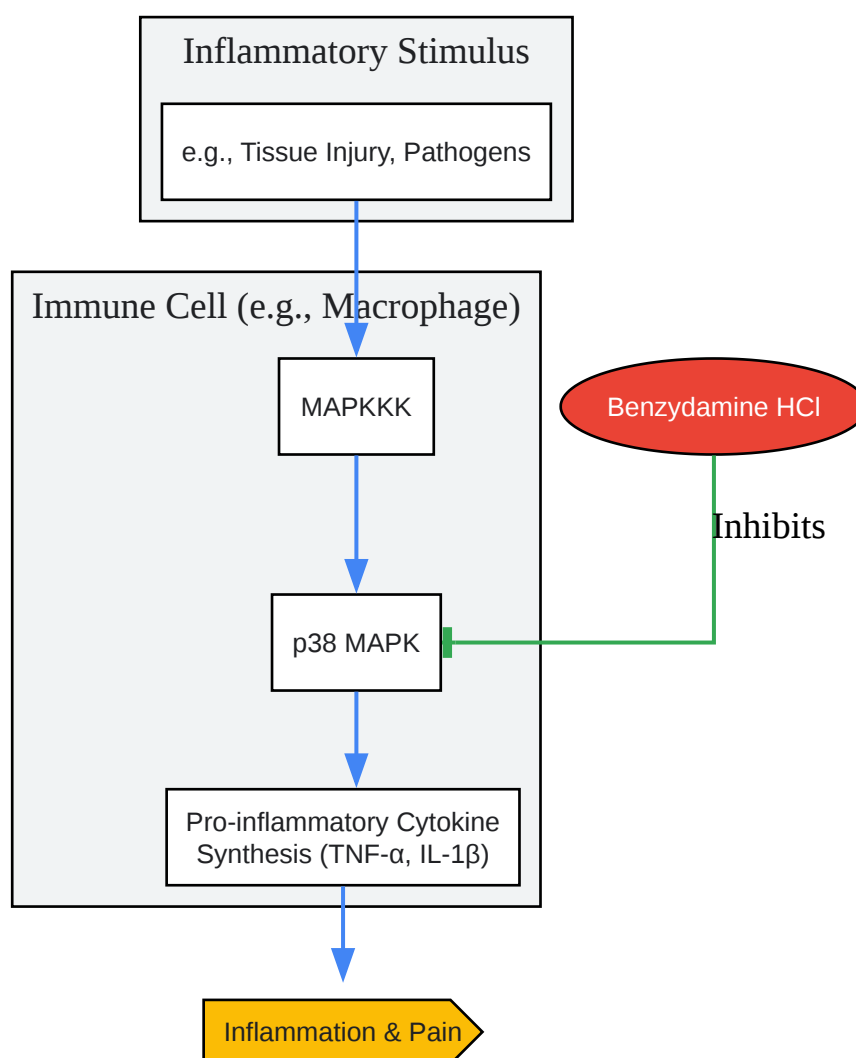 Inflammatory Stimulus
e.g., Tissue Injury, Pathogens
Immune Cell (e.g., Macrophage)
MAPKKK
Benzydamine HCl
Inhibits
p38 MAPK
Pro-inflammatory Cytokine
Synthesis (TNF-α, IL-1β)
Inflammation & Pain